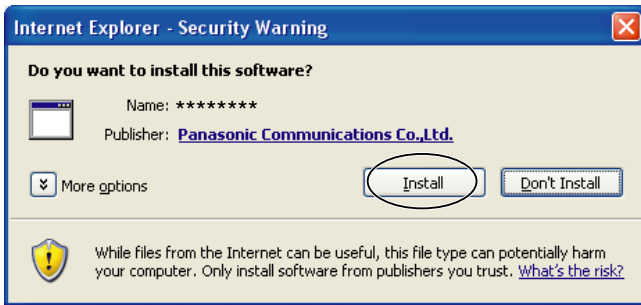 Internet Explorer - Security Warning
Do you want to install this software?
Name: ********
Publisher: Panasonic Communications Co.,Ltd.
More options
Install
Don't Install
While files from the Internet can be useful, this file type can potentially harm
your computer. Only install software from publishers you trust. What's the risk?